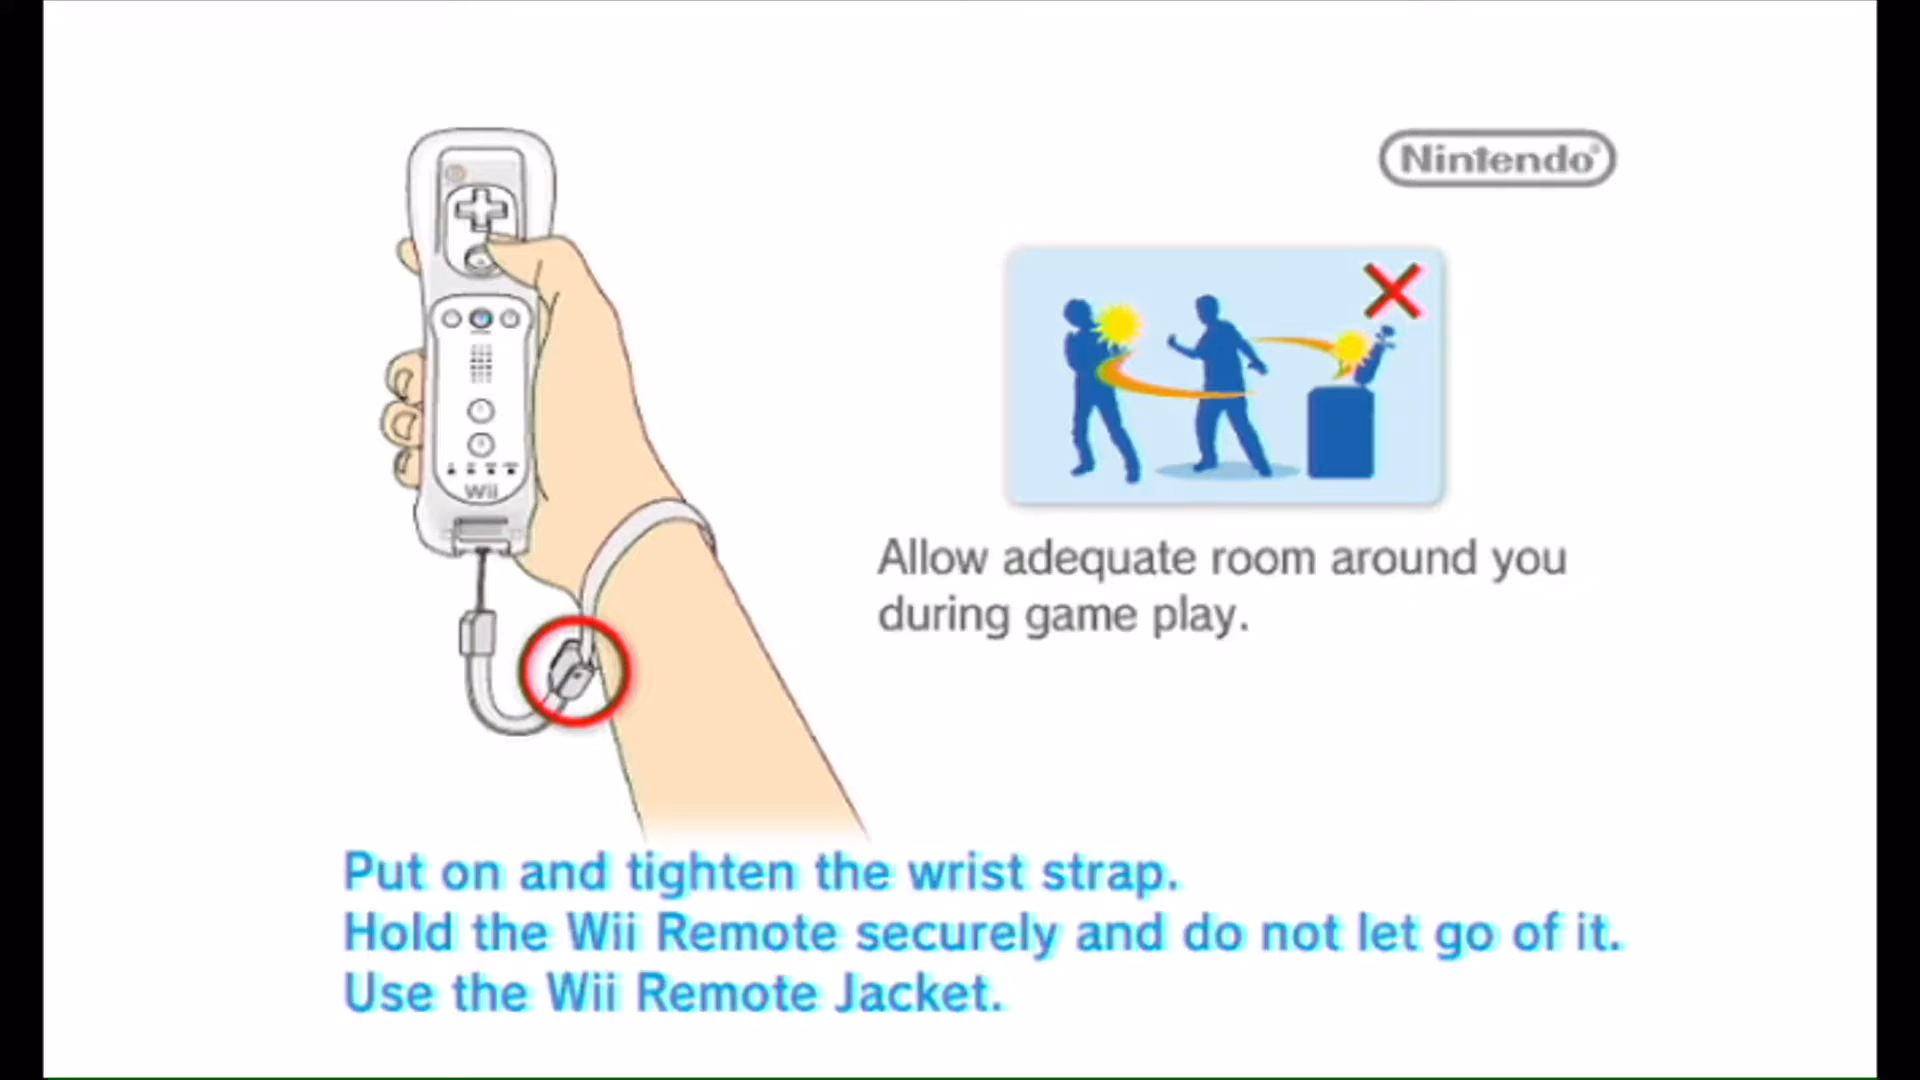 Nintendo®
Wii
Allow adequate room around you
during game play.
Put on and tighten the wrist strap.
Hold the Wii Remote securely and do not let go of it.
Use the Wii Remote Jacket.